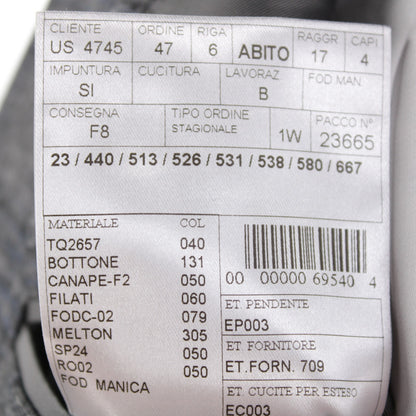 CLIENTE ORDINE RIGA RAGGR CAPI
US 4745 47 6 ABITO 17 4
IMPUNTURA CUCITURA LAVORAZ FOD MAN
SI B
CONSEGNA TIPO ORDINE PACCO N°
F8 STAGIONALE 1W 23665
23 / 440 / 513 / 526 / 531 / 538 / 580 / 667
MATERIALE COL
TQ2657 040
BOTTONE 131
CANAPE-F2 050
FILATI 060
FODC-02 079
MELTON 305
SP24 050
RO02 050
FOD MANICA
00 00000 69540 4
ET PENDENTE
EP003
ET FORNITORE
ET.FORN. 709
ET CUCITE PER ESTESO
EC003